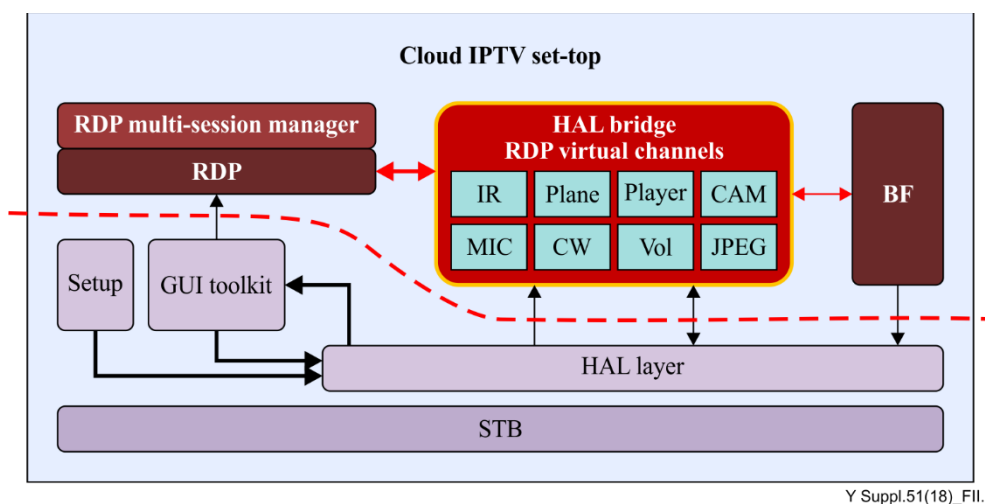 Cloud IPTV set-top
RDP multi-session manager
RDP
HAL bridge
RDP virtual channels
IR
Plane
Player
CAM
MIC
CW
Vol
JPEG
BF
Setup
GUI toolkit
HAL layer
STB
Y Suppl.51(18)_FII.